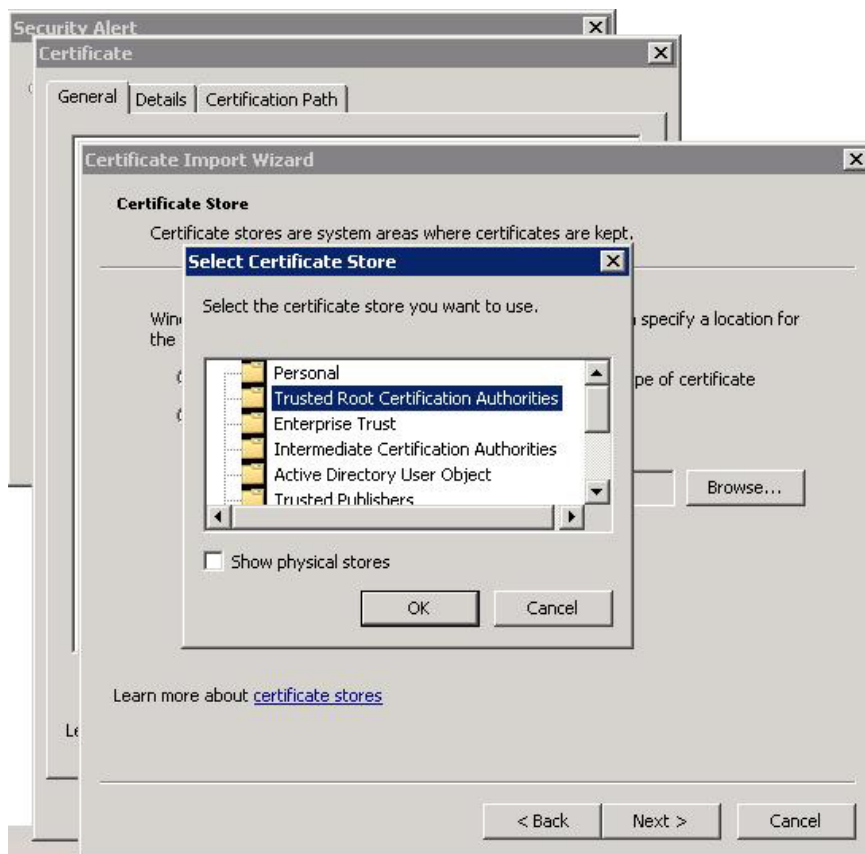 Security Alert
Certificate
General
Details
Certification Path
Certificate Import Wizard
Certificate Store
Certificate stores are system areas where certificates are kept.
Select Certificate Store
Select the certificate store you want to use.
specify a location for
the
Personal
pe of certificate
Trusted Root Certification Authorities
Enterprise Trust
Intermediate Certification Authorities
Active Directory User Object
Trusted Publishers
Browse...
Show physical stores
OK
Cancel
Learn more about certificate stores
< Back
Next >
Cancel